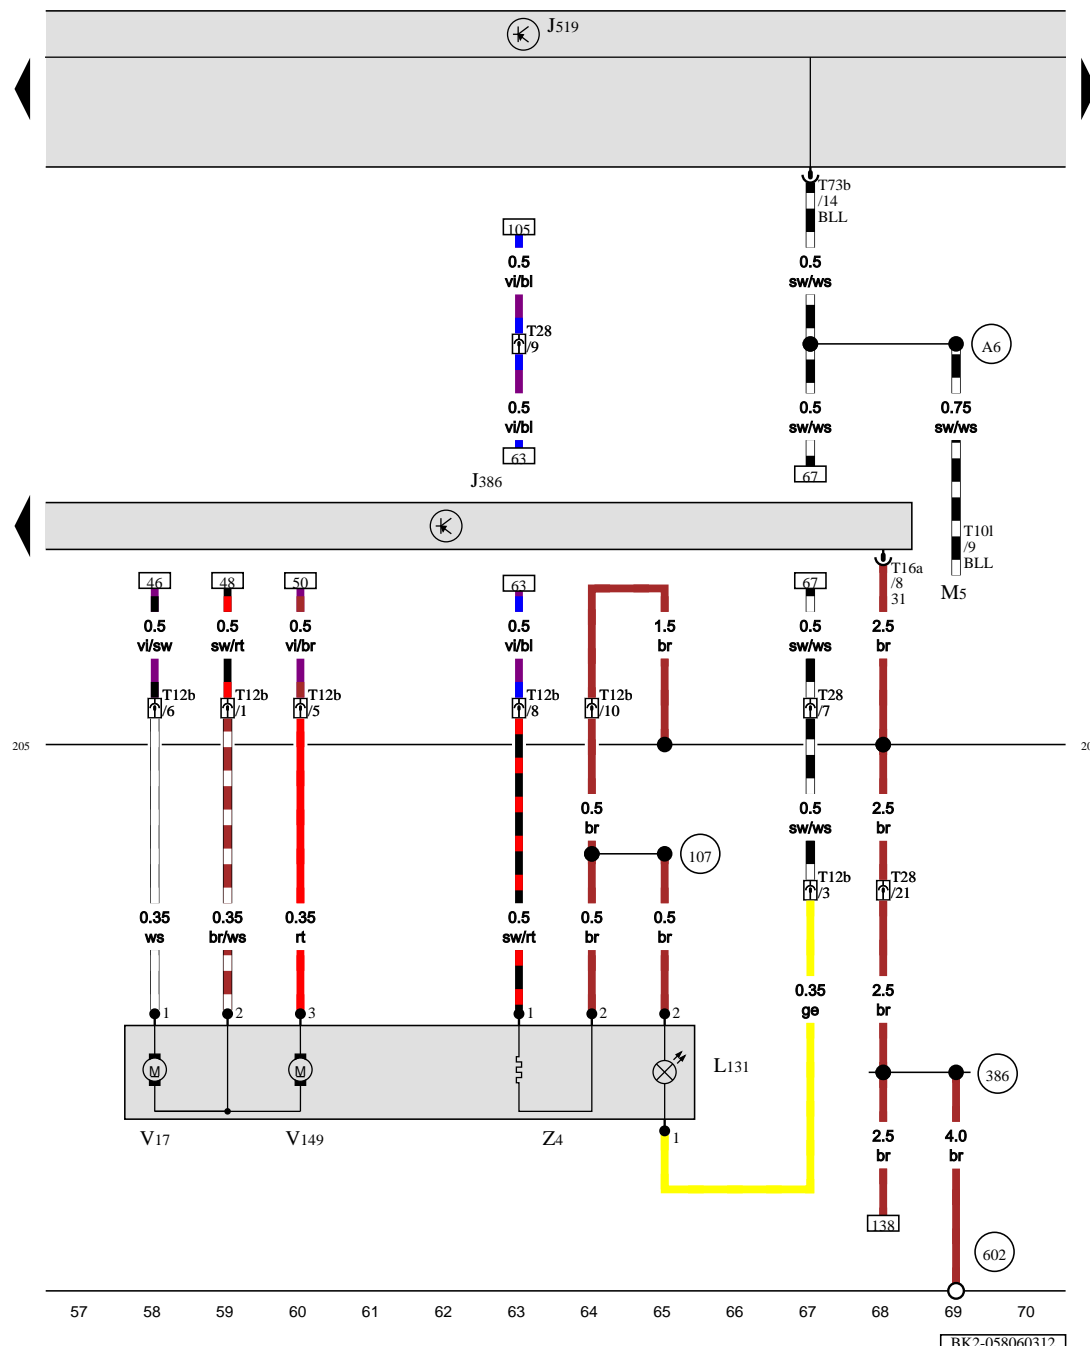 J519
T73b
/14
BLL
105
0.5
vi/bl
0.5
sw/ws
T28
/9
A6
0.5
vi/bl
0.5
sw/ws
0.75
sw/ws
63
67
J386
T10l
/9
BLL
M5
T16a
/8
31
46
48
50
63
67
0.5
vi/sw
0.5
sw/rt
0.5
vi/br
0.5
vi/bl
1.5
br
0.5
sw/ws
2.5
br
T12b
/6
T12b
/1
T12b
/5
T12b
/8
T12b
/10
T28
/7
205
20
0.5
br
0.5
sw/ws
2.5
br
107
T12b
/3
T28
/21
0.35
ws
0.35
br/ws
0.35
rt
0.5
sw/rt
0.5
br
0.5
br
0.35
ge
2.5
br
1
2
3
1
2
2
M
M
L131
386
V17
V149
Z4
1
2.5
br
4.0
br
138
602
57 58 59 60 61 62 63 64 65 66 67 68 69 70
BK2-058060312